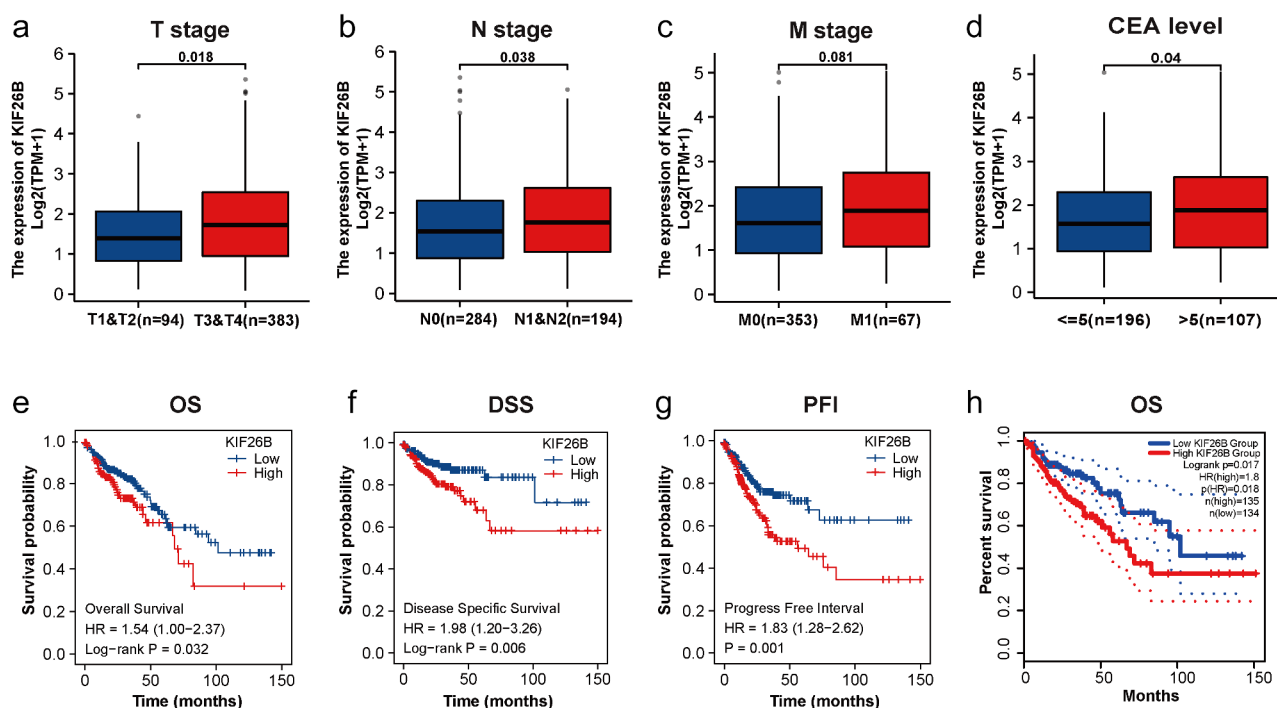 a
T stage
The expression of KIF26B
Log2(TPM+1)
6
5
4
3
2
1
0
0.018
T1&T2(n=94)
T3&T4(n=383)
b
N stage
The expression of KIF26B
Log2(TPM+1)
6
5
4
3
2
1
0
0.038
N0(n=284)
N1&N2(n=194)
c
M stage
The expression of KIF26B
Log2(TPM+1)
5
4
3
2
1
0
0.081
M0(n=353)
M1(n=67)
d
CEA level
The expression of KIF26B
Log2(TPM+1)
5
4
3
2
1
0
0.04
<=5(n=196)
>5(n=107)
e
OS
Survival probability
1.0
0.8
0.6
0.4
0.2
0.0
KIF26B
Low
High
Overall Survival
HR = 1.54 (1.00−2.37)
Log−rank P = 0.032
0
50
100
150
Time (months)
f
DSS
Survival probability
1.0
0.8
0.6
0.4
0.2
0.0
KIF26B
Low
High
Disease Specific Survival
HR = 1.98 (1.20−3.26)
Log−rank P = 0.006
0
50
100
150
Time (months)
g
PFI
Survival probability
1.0
0.8
0.6
0.4
0.2
0.0
KIF26B
Low
High
Progress Free Interval
HR = 1.83 (1.28−2.62)
P = 0.001
0
50
100
150
Time (months)
h
OS
Percent survival
1.0
0.8
0.6
0.4
0.2
0.0
Low KIF26B Group
High KIF26B Group
Logrank p=0.017
HR(high)=1.8
p(HR)=0.018
n(high)=135
n(low)=134
0
50
100
150
Months